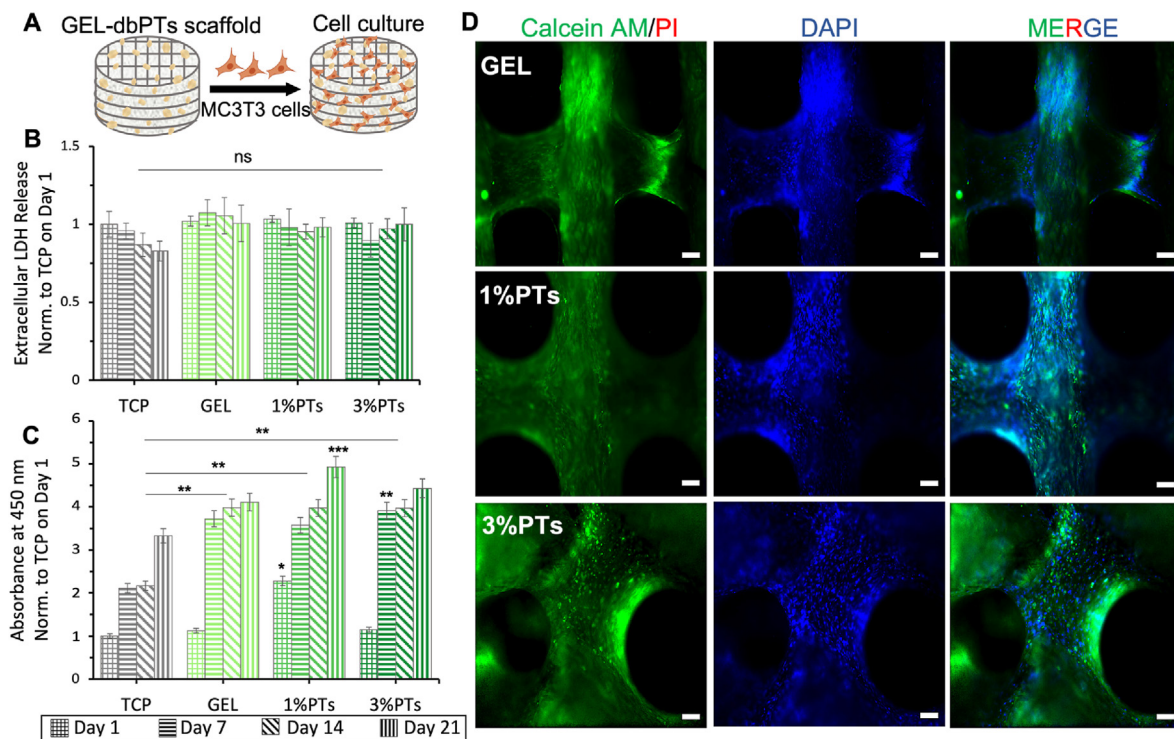 A
GEL-dbPTs scaffold
Cell culture
MC3T3 cells
B
Extracellular LDH Release
Norm. to TCP on Day 1
1.5
1
0.5
0
ns
TCP
GEL
1%PTs
3%PTs
C
Absorbance at 450 nm
Norm. to TCP on Day 1
6
5
4
3
2
1
0
**
**
**
*
***
**
TCP
GEL
1%PTs
3%PTs
Day 1
Day 7
Day 14
Day 21
D
Calcein AM/PI
DAPI
MERGE
GEL
1%PTs
3%PTs